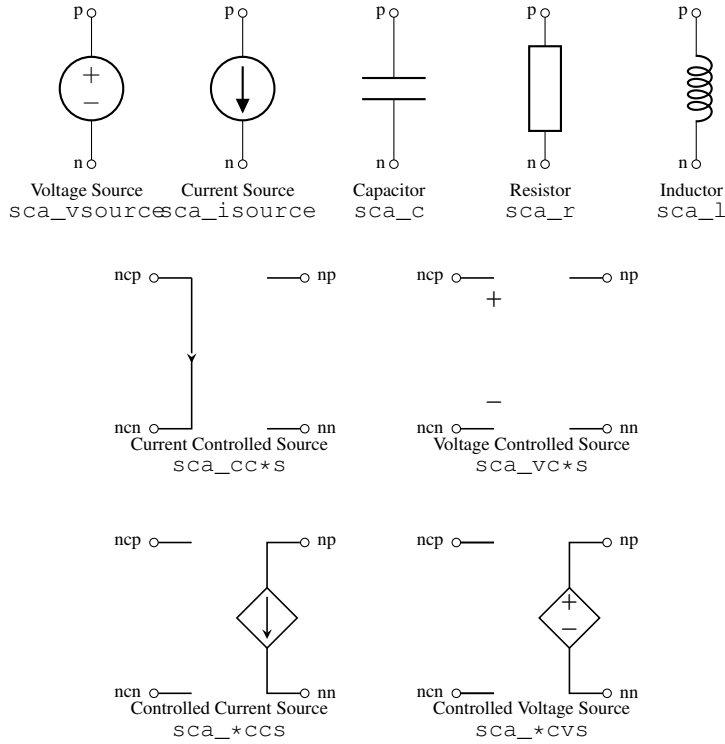 p p p p p
+
−
n n n n n
Voltage Source Current Source Capacitor Resistor Inductor
sca_vsource sca_isource sca_c sca_r sca_l
ncp np ncp np
+
−
ncn nn ncn nn
Current Controlled Source Voltage Controlled Source
sca_cc*s sca_vc*s
ncp np ncp np
+
−
ncn nn ncn nn
Controlled Current Source Controlled Voltage Source
sca_*ccs sca_*cvs